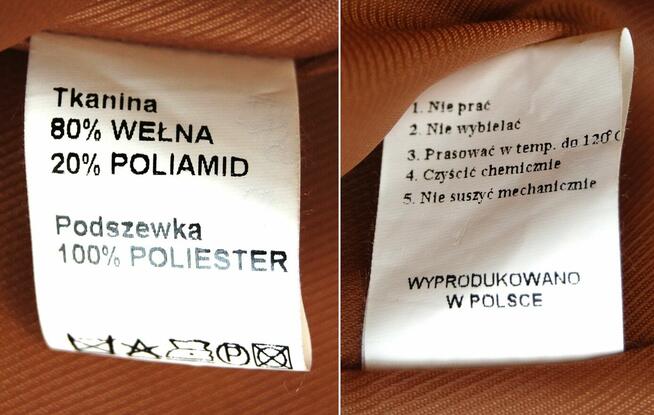 Tkanina
80% WEŁNA
20% POLIAMID
Podszewka
100% POLIESTER
P
1. Nie prać
2. Nie wybielać
3. Prasować w temp. do 120° C
4. Czyścić chemicznie
5. Nie suszyć mechanicznie
WYPRODUKOWANO
W POLSCE